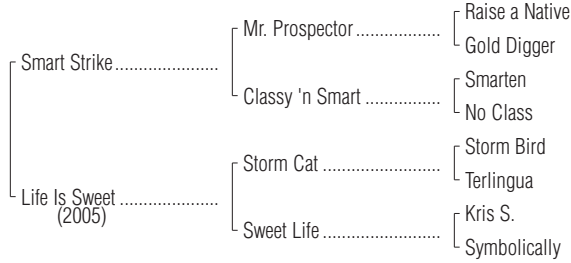 Raise a Native
Mr. Prospector ..................
Gold Digger
Smart Strike ......................
Smarten
Classy 'n Smart ................
No Class
Storm Bird
Storm Cat .........................
Terlingua
Life Is Sweet .....................
(2005)
Kris S.
Sweet Life .........................
Symbolically